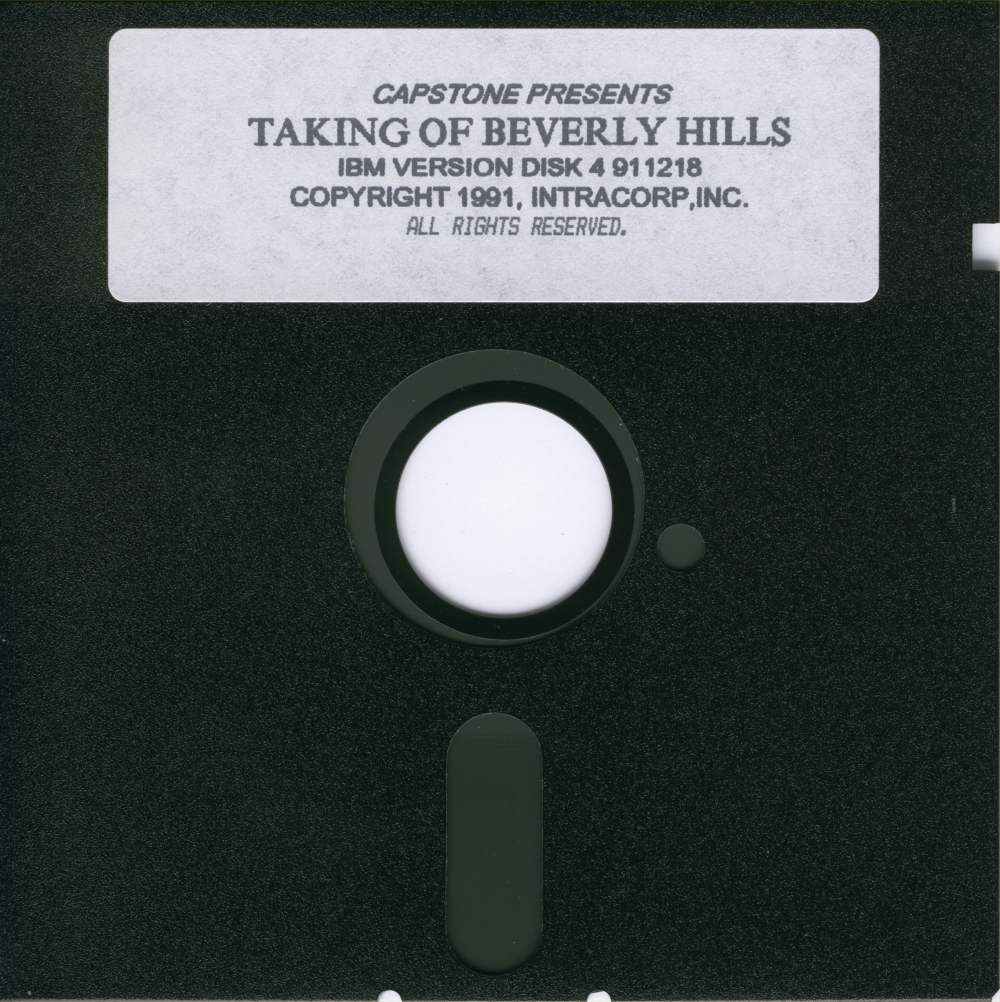 CAPSTONE PRESENTS
TAKING OF BEVERLY HILLS
IBM VERSION DISK 4 911218
COPYRIGHT 1991, INTRACORP,INC.
ALL RIGHTS RESERVED.